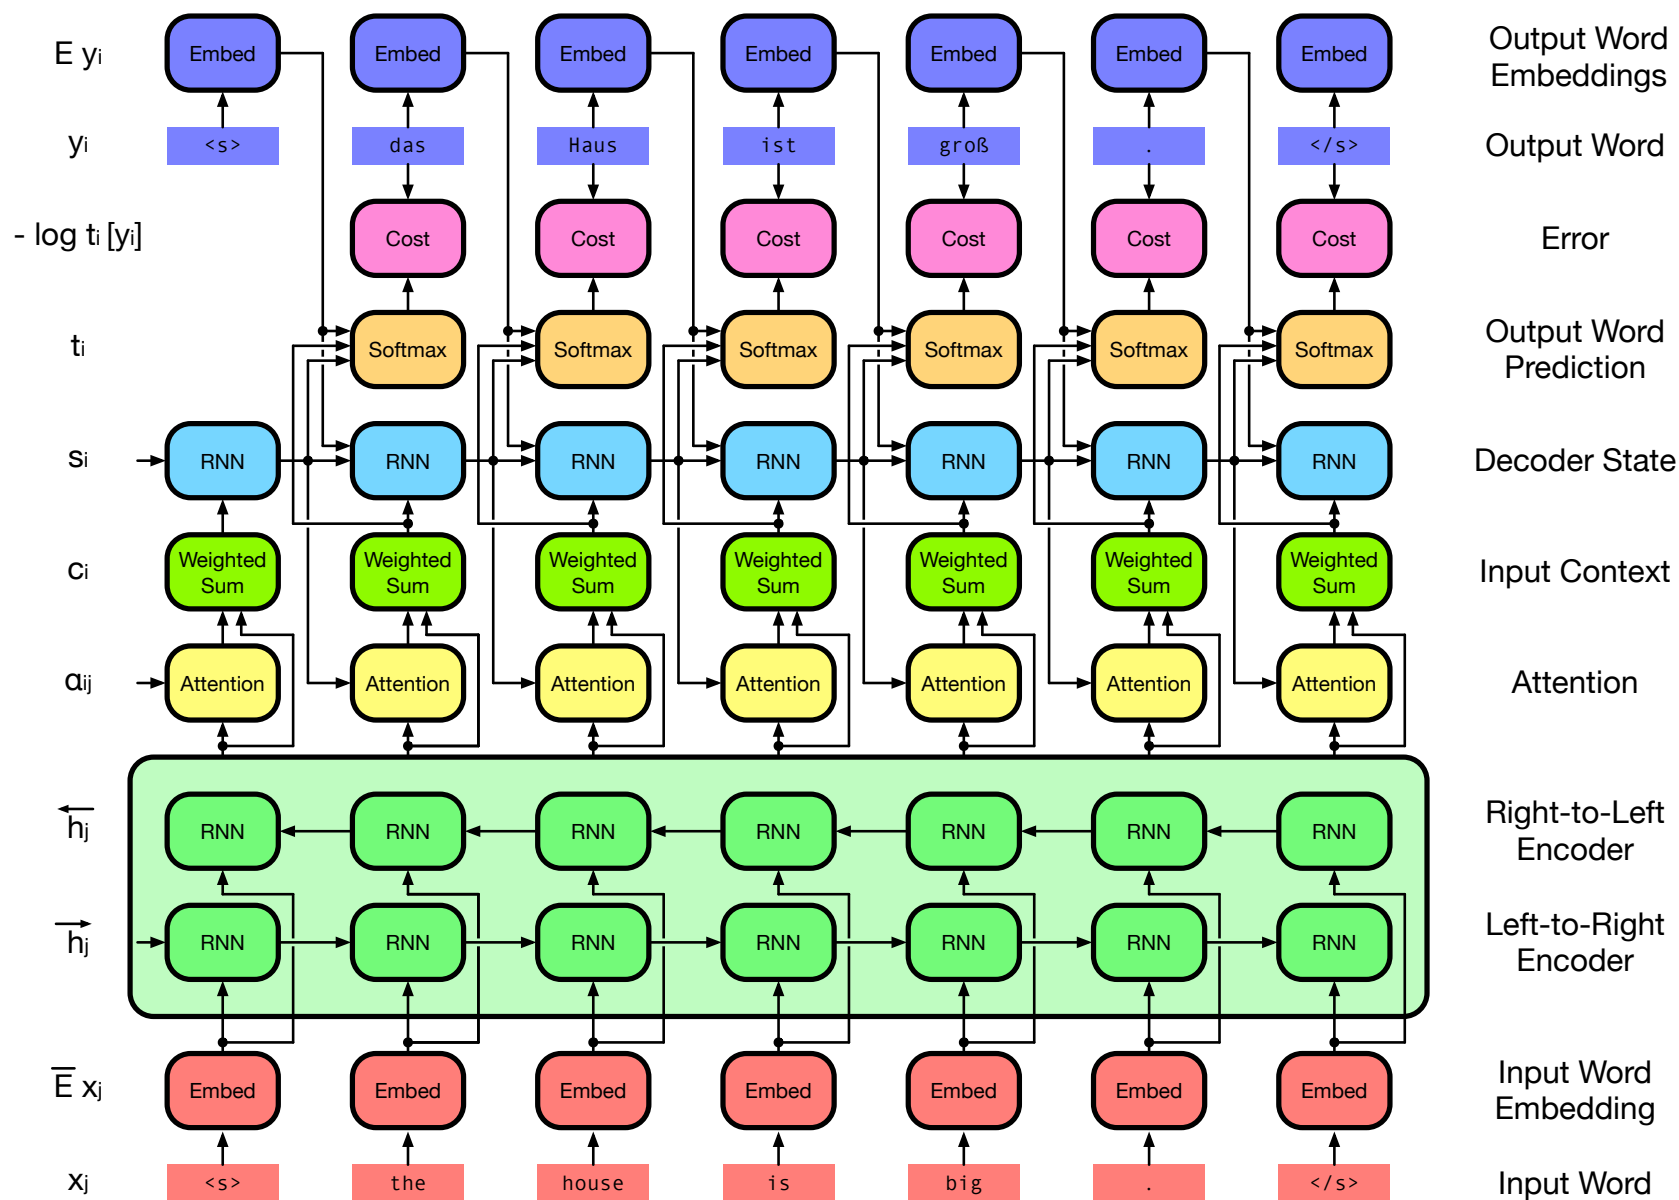 E yi Embed Embed Embed Embed Embed Embed Embed Output Word Embeddings
yi <s> das Haus ist groß . </s> Output Word
- log ti [yi] Cost Cost Cost Cost Cost Cost Error
ti Softmax Softmax Softmax Softmax Softmax Softmax Output Word Prediction
si RNN RNN RNN RNN RNN RNN RNN Decoder State
ci Weighted Sum Weighted Sum Weighted Sum Weighted Sum Weighted Sum Weighted Sum Weighted Sum Input Context
αij Attention Attention Attention Attention Attention Attention Attention Attention
hj RNN RNN RNN RNN RNN RNN RNN Right-to-Left Encoder
hj RNN RNN RNN RNN RNN RNN RNN Left-to-Right Encoder
E xj Embed Embed Embed Embed Embed Embed Embed Input Word Embedding
xj <s> the house is big . </s> Input Word